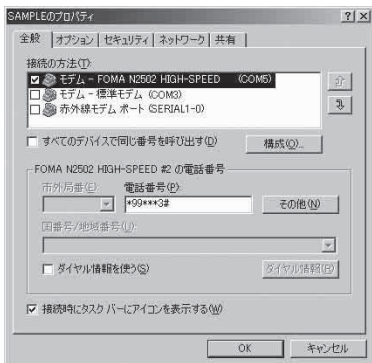 SAMPLEのプロパティ
全般 オプション セキュリティ ネットワーク 共有
接続の方法(T):
モデム - FOMA N2502 HIGH-SPEED (COM5)
モデム - 標準モデム (COM3)
赤外線モデム ポート (SERIAL1-0)
すべてのデバイスで同じ番号を呼び出す(D) 構成(O)...
FOMA N2502 HIGH-SPEED #2 の電話番号
市外局番(E): 電話番号(P):
*99***3# その他(N)
国番号/地域番号(U):
ダイヤル情報を使う(S) ダイヤル情報(R)
接続時にタスク バーにアイコンを表示する(W)
OK キャンセル